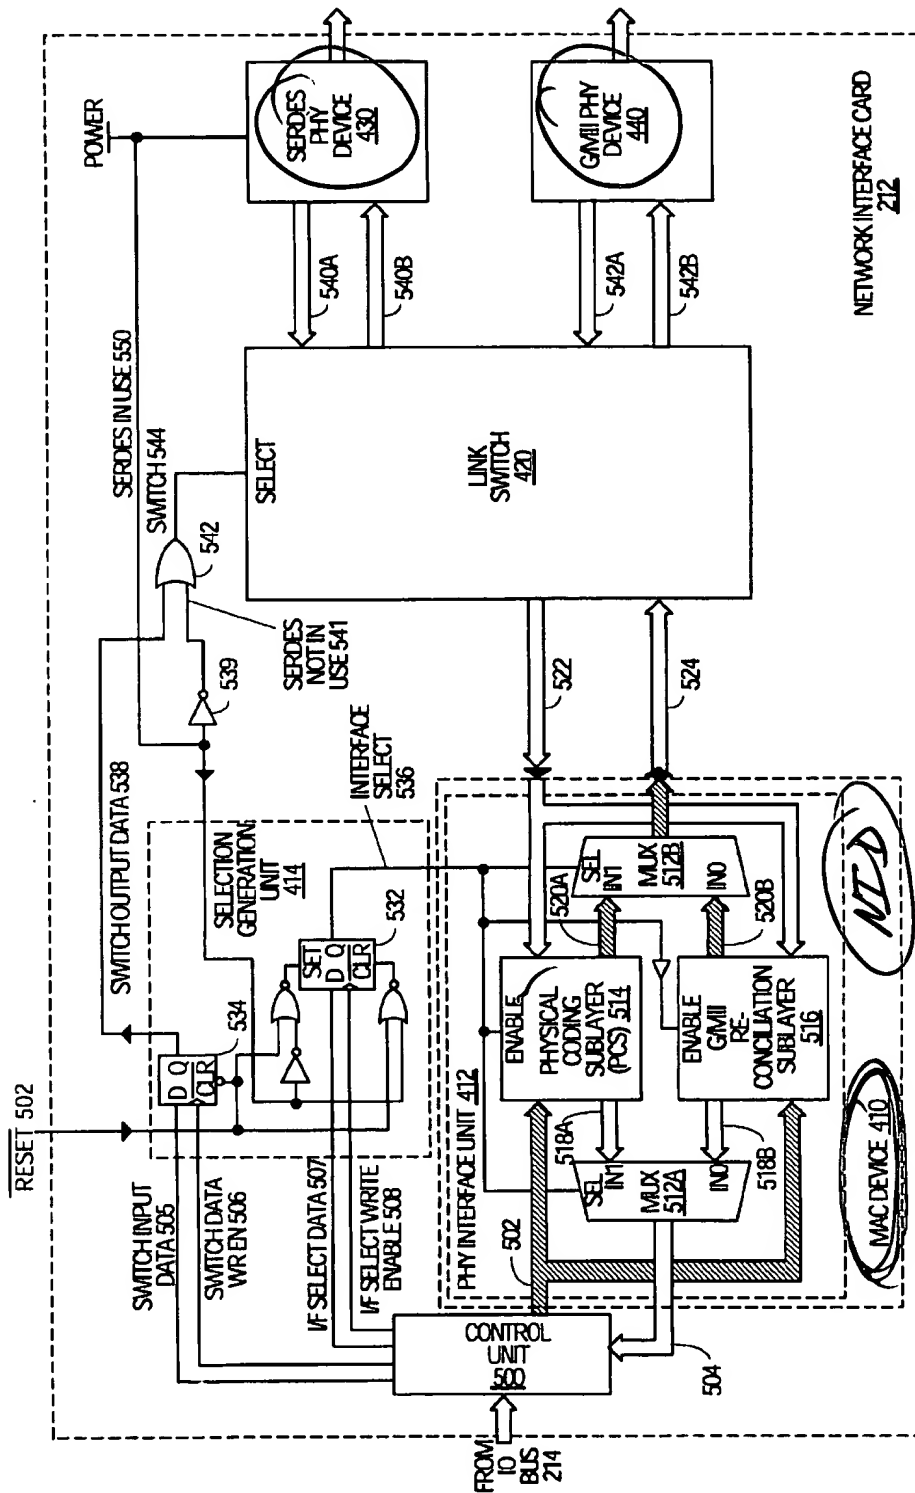 RESET 502
POWER
SERDES IN USE 550
SWITCH 544
SWITCH OUTPUT DATA 538
542
539
SERDES
NOT IN
USE 541
SELECT
LINK
SWITCH
420
SERDES
PHY
DEVICE
430
G/MII PHY
DEVICE
440
540A
540B
542A
542B
NETWORK INTERFACE CARD
212
SWITCH INPUT
DATA 505
SWITCH DATA
WR EN 506
I/F SELECT DATA 507
I/F SELECT WRITE
ENABLE 508
D Q
CLR
534
SELECTION
GENERATION
UNIT
414
SET
D Q
CLR
532
INTERFACE
SELECT
536
522
524
PHY INTERFACE UNIT 412
502
SEL
IN1
MUX
512A
IN0
518A
518B
ENABLE
PHYSICAL
CODING
SUBLAYER
(PCS) 514
ENABLE
G/MII
RE-
CONCILIATION
SUBLAYER
516
520A
520B
SEL
IN1
MUX
512B
IN0
CONTROL
UNIT
500
504
FROM
IO
BUS
214
MAC DEVICE 410
NID